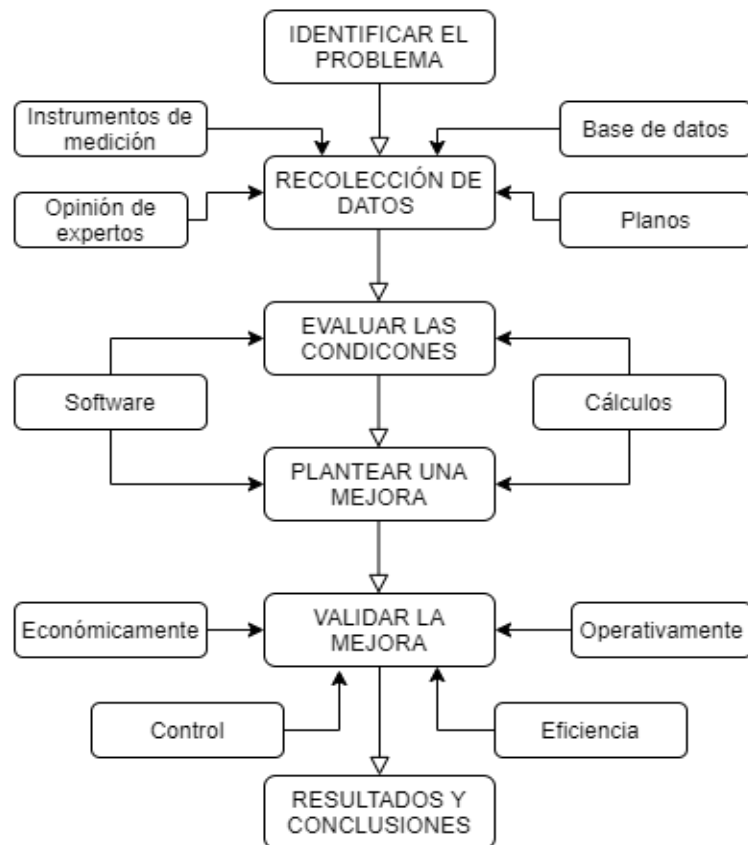 IDENTIFICAR EL
PROBLEMA
Instrumentos de
medición
Base de datos
RECOLECCIÓN DE
DATOS
Opinión de
expertos
Planos
EVALUAR LAS
CONDICONES
Software
Cálculos
PLANTEAR UNA
MEJORA
Económicamente
VALIDAR LA
MEJORA
Operativamente
Control
Eficiencia
RESULTADOS Y
CONCLUSIONES